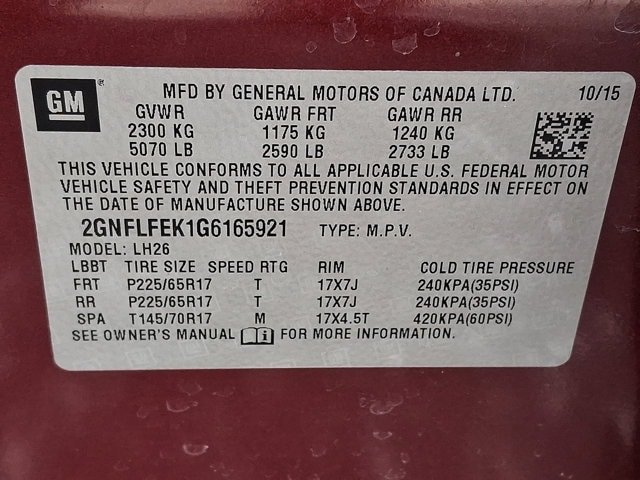 GM ® MFD BY GENERAL MOTORS OF CANADA LTD. 10/15
GVWR GAWR FRT GAWR RR
2300 KG 1175 KG 1240 KG
5070 LB 2590 LB 2733 LB
THIS VEHICLE CONFORMS TO ALL APPLICABLE U.S. FEDERAL MOTOR
VEHICLE SAFETY AND THEFT PREVENTION STANDARDS IN EFFECT ON
THE DATE OF MANUFACTURE SHOWN ABOVE.
2GNFLFEK1G6165921 TYPE: M.P.V.
MODEL: LH26
LBBT TIRE SIZE SPEED RTG RIM COLD TIRE PRESSURE
FRT P225/65R17 T 17X7J 240KPA(35PSI)
RR P225/65R17 T 17X7J 240KPA(35PSI)
SPA T145/70R17 M 17X4.5T 420KPA(60PSI)
SEE OWNER'S MANUAL i FOR MORE INFORMATION.